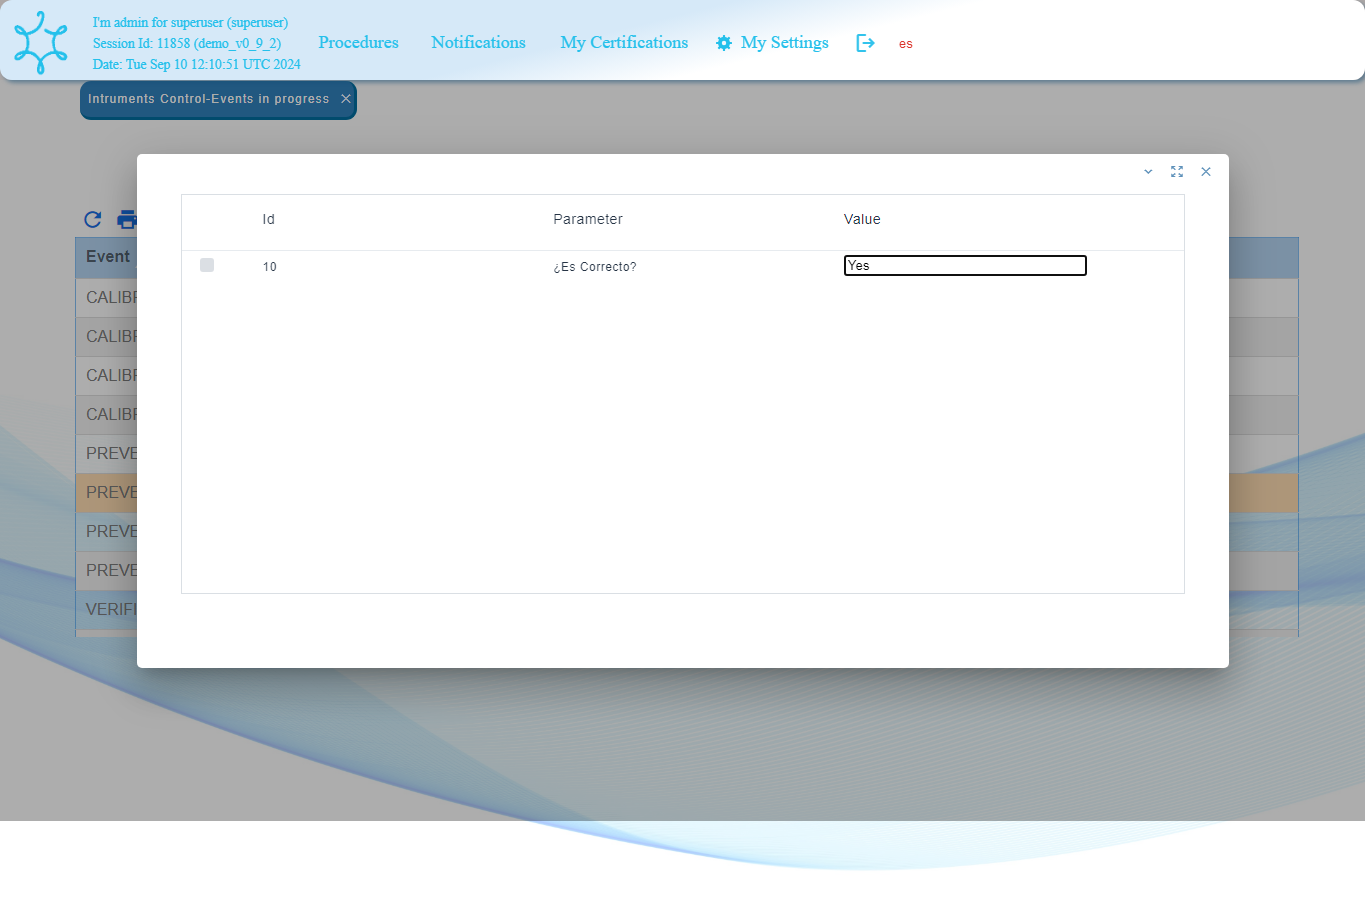 I'm admin for superuser (superuser)
Session Id: 11858 (demo_v0_9_2)
Date: Tue Sep 10 12:10:51 UTC 2024
Procedures
Notifications
My Certifications
My Settings
es
Intruments Control-Events in progress
Id
Parameter
Value
10
¿Es Correcto?
Yes
Event
CALIBR
CALIBR
CALIBR
CALIBR
PREVE
PREVE
PREVE
PREVE
VERIFI